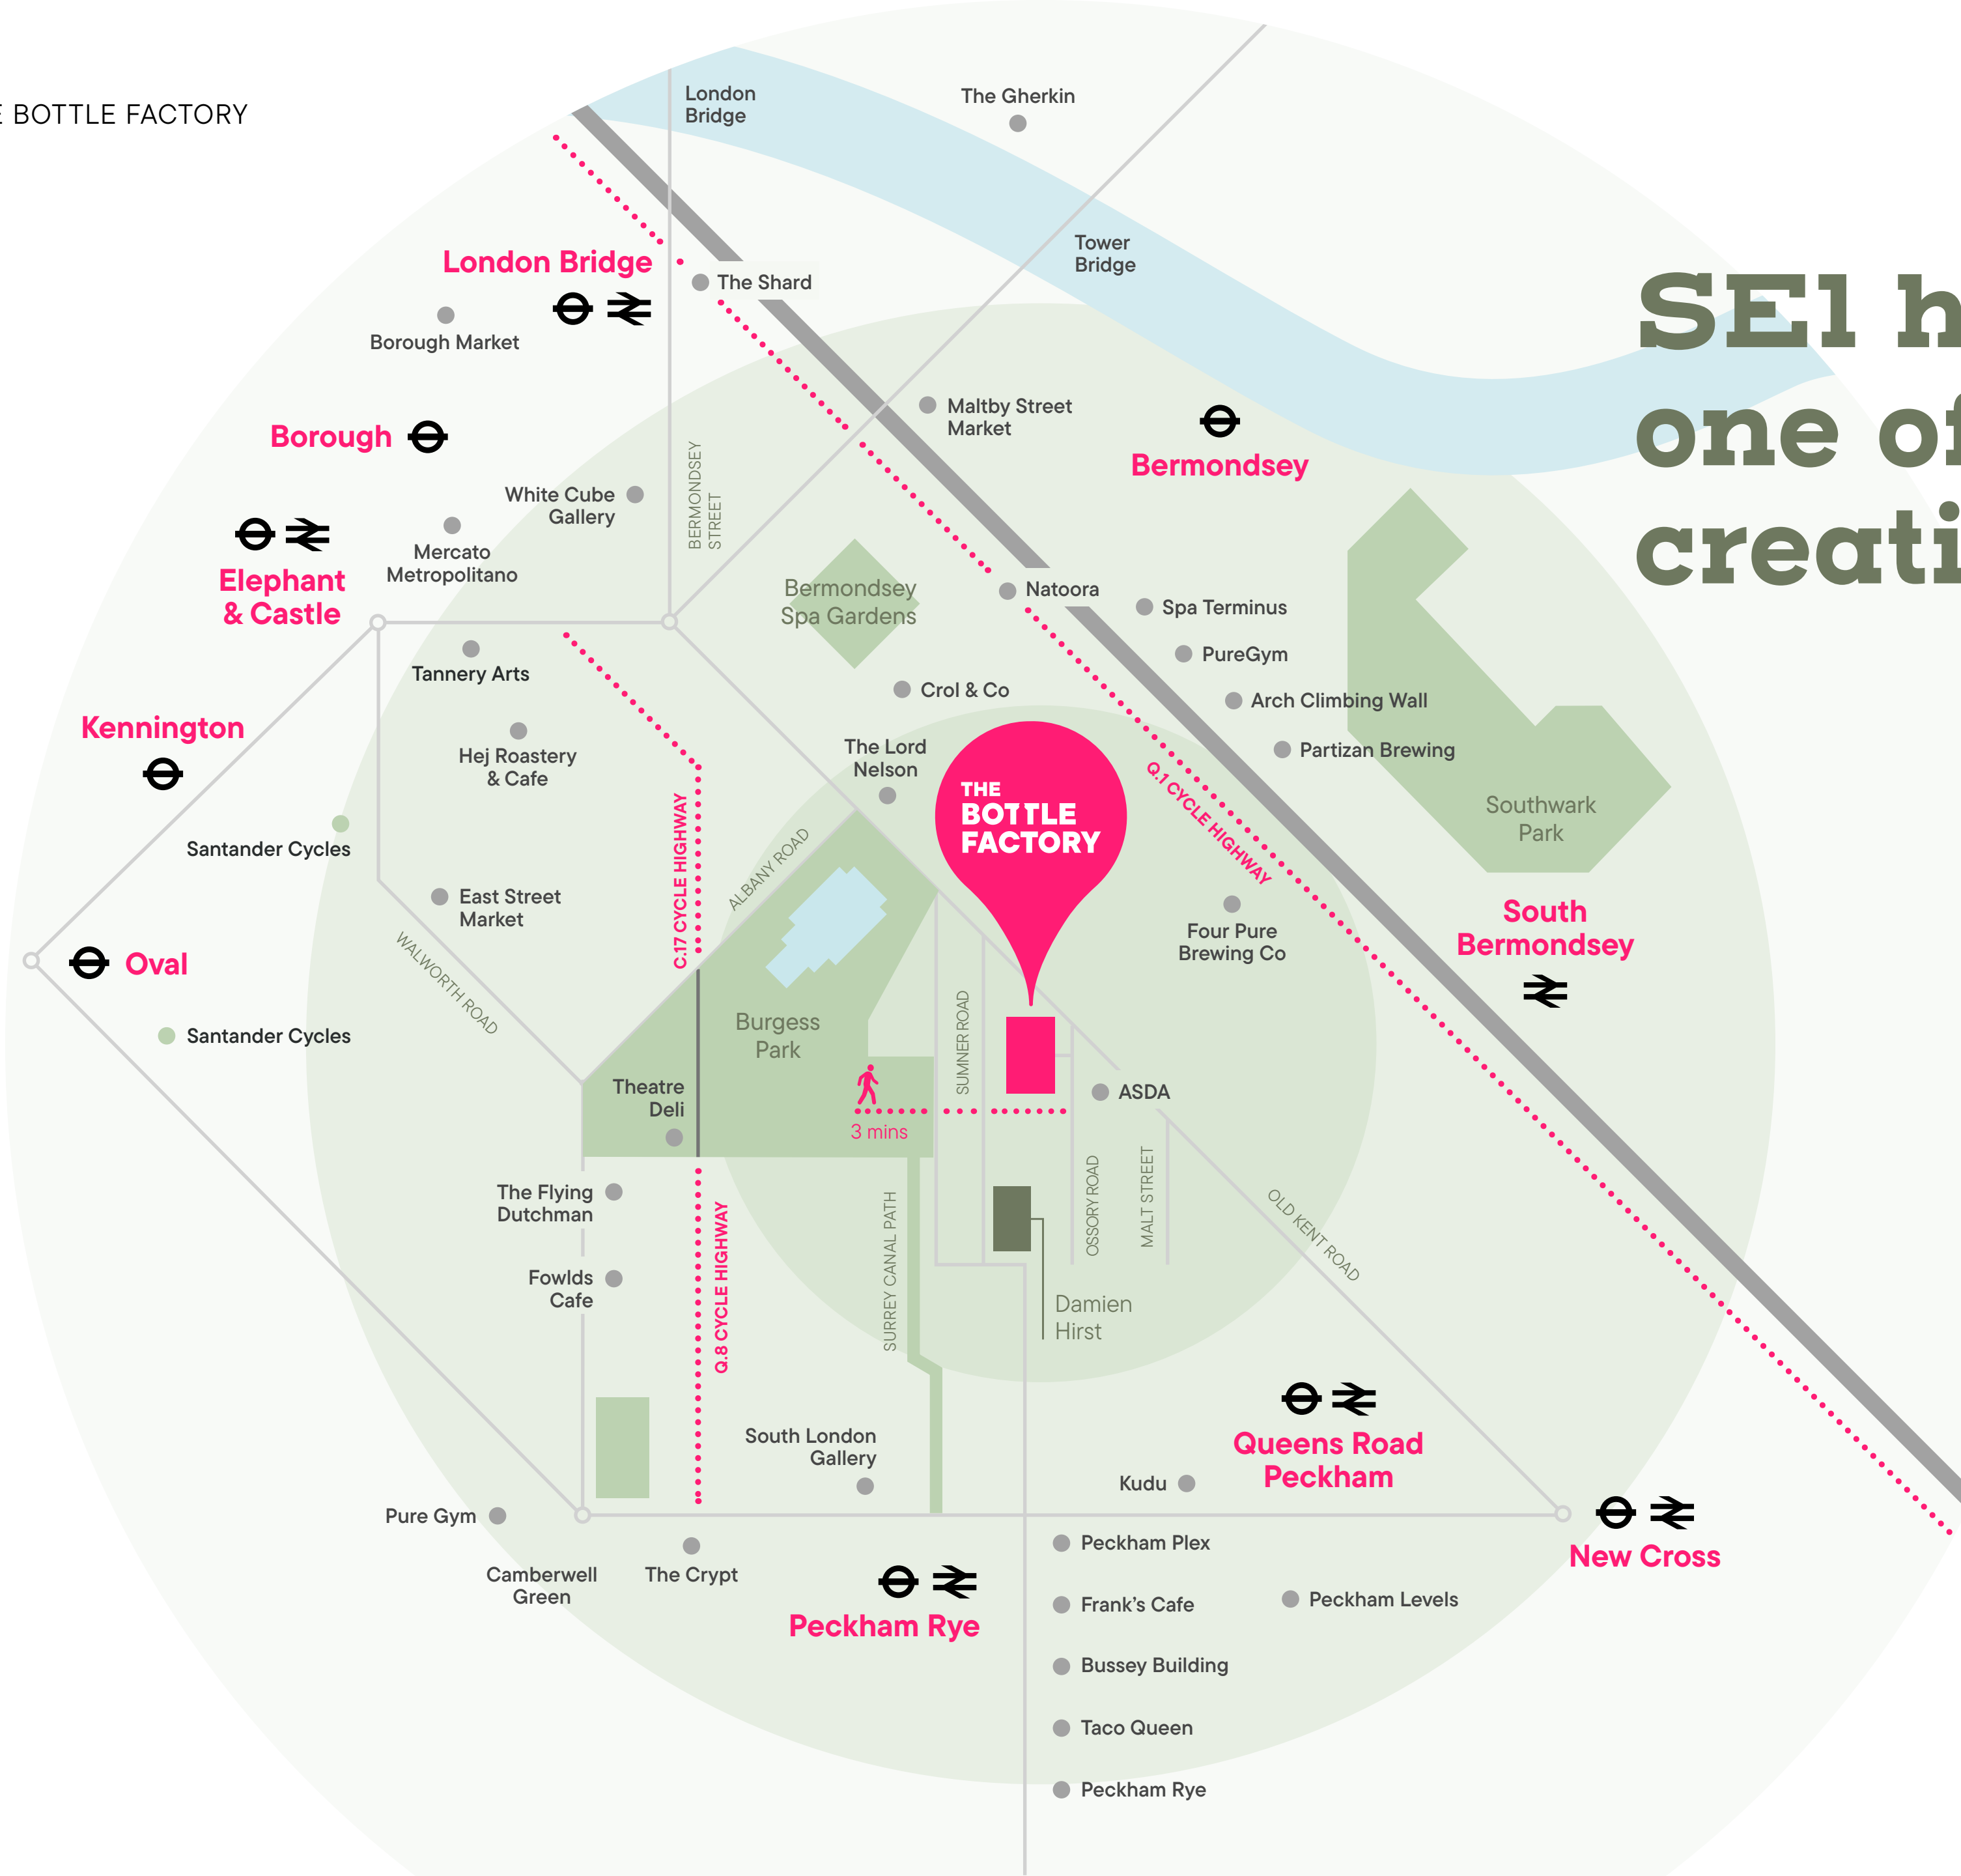 E BOTTLE FACTORY
London
Bridge
The Gherkin
Tower
Bridge
London Bridge
The Shard
Borough Market
SE1 h
one of
creati
Maltby Street
Market
Borough
Bermondsey
White Cube
Gallery
BERMONDSEY
STREET
Mercato
Metropolitano
Elephant
& Castle
Bermondsey
Spa Gardens
Natoora
Spa Terminus
Tannery Arts
PureGym
Crol & Co
Arch Climbing Wall
Kennington
Hej Roastery
& Cafe
The Lord
Nelson
Partizan Brewing
THE
BOTTLE
FACTORY
Q.1 CYCLE HIGHWAY
Southwark
Park
Santander Cycles
C.17 CYCLE HIGHWAY
ALBANY ROAD
East Street
Market
WALWORTH ROAD
Four Pure
Brewing Co
South
Bermondsey
Oval
Santander Cycles
Burgess
Park
SUMNER ROAD
Theatre
Deli
ASDA
3 mins
The Flying
Dutchman
Q.8 CYCLE HIGHWAY
SURREY CANAL PATH
OSSORY ROAD
MALT STREET
OLD KENT ROAD
Fowlds
Cafe
Damien
Hirst
South London
Gallery
Queens Road
Peckham
Kudu
Pure Gym
Camberwell
Green
The Crypt
Peckham Plex
New Cross
Peckham Rye
Frank's Cafe
Peckham Levels
Bussey Building
Taco Queen
Peckham Rye